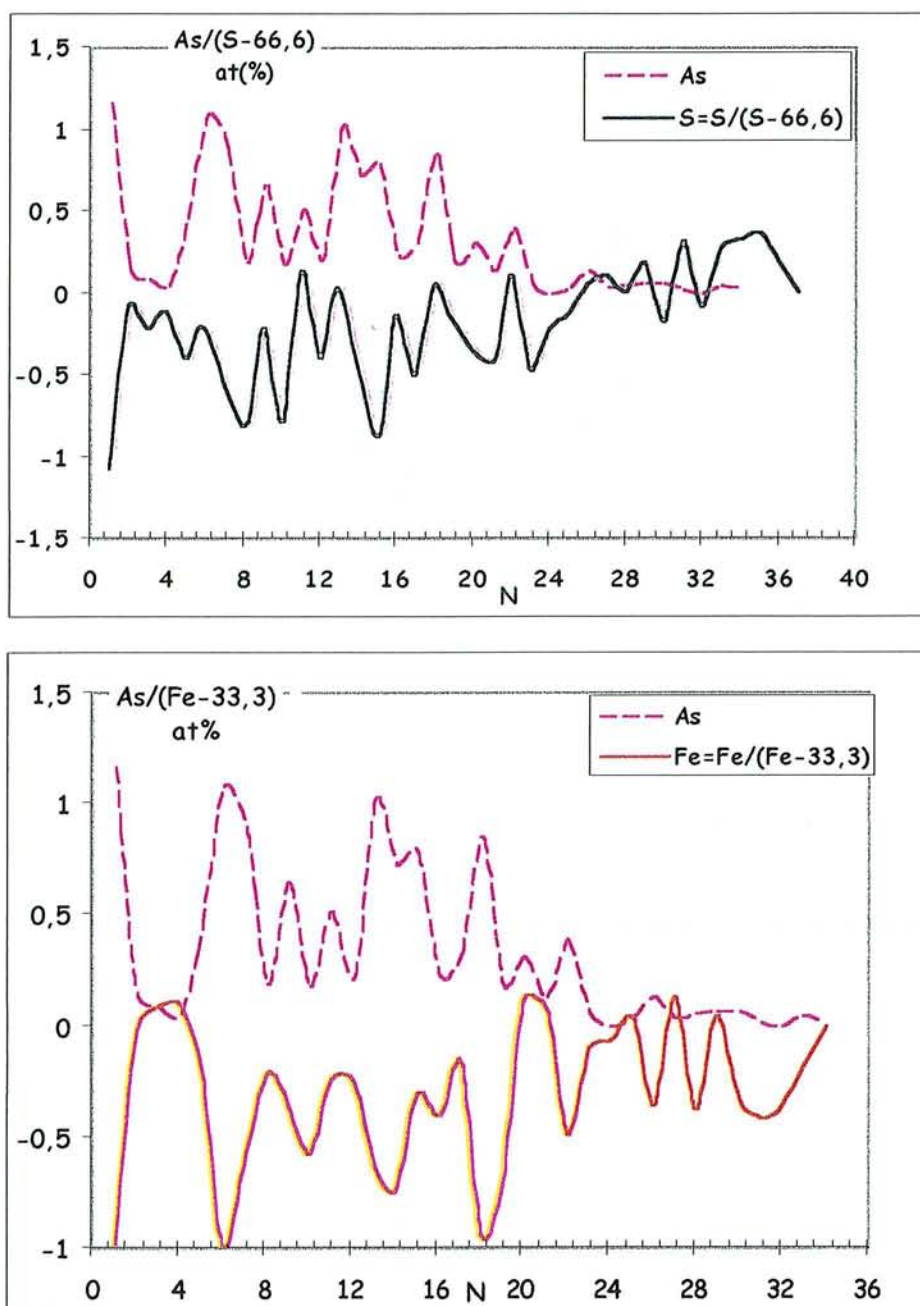 As/(S-66,6)
at(%)
As
S=S/(S-66,6)
1,5
1
0,5
0
-0,5
-1
-1,5
0 4 8 12 16 20 24 28 32 36 40
N
As/(Fe-33,3)
at%
As
Fe=Fe/(Fe-33,3)
1,5
1
0,5
0
-0,5
-1
0 4 8 12 16 20 24 28 32 36
N